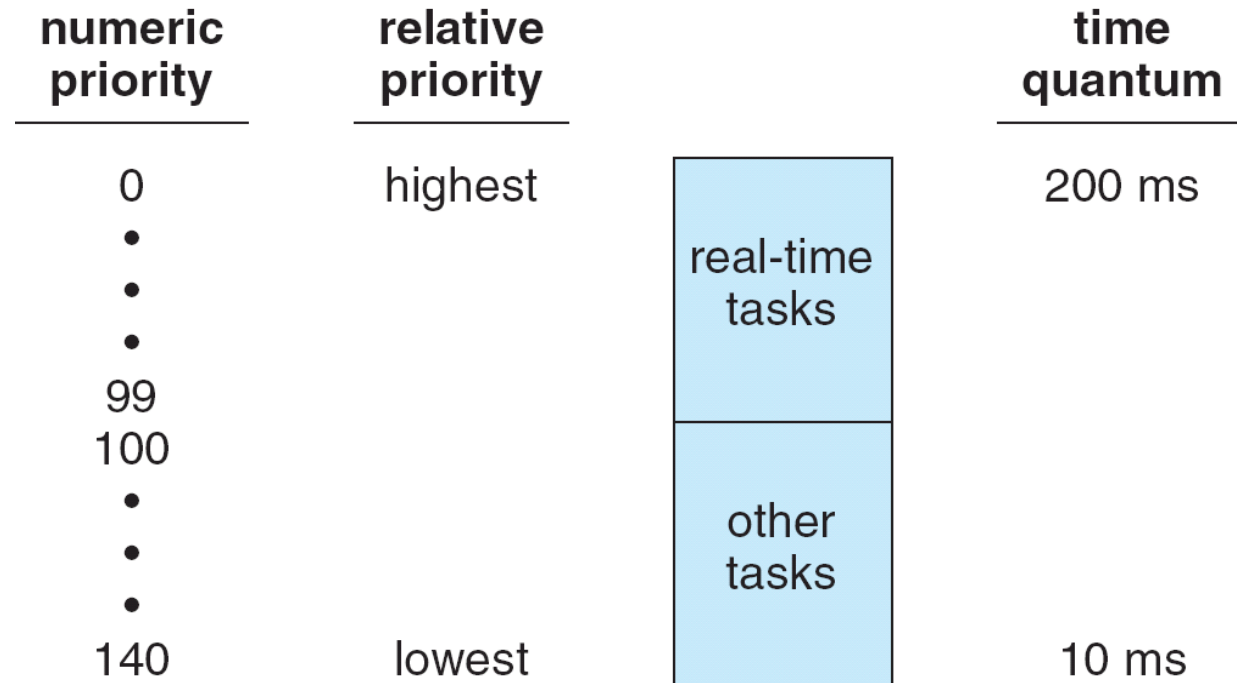 numeric priority
relative priority
time quantum
0 highest 200 ms
•
real-time
•
tasks
•
99
100
•
other
•
tasks
•
140 lowest 10 ms